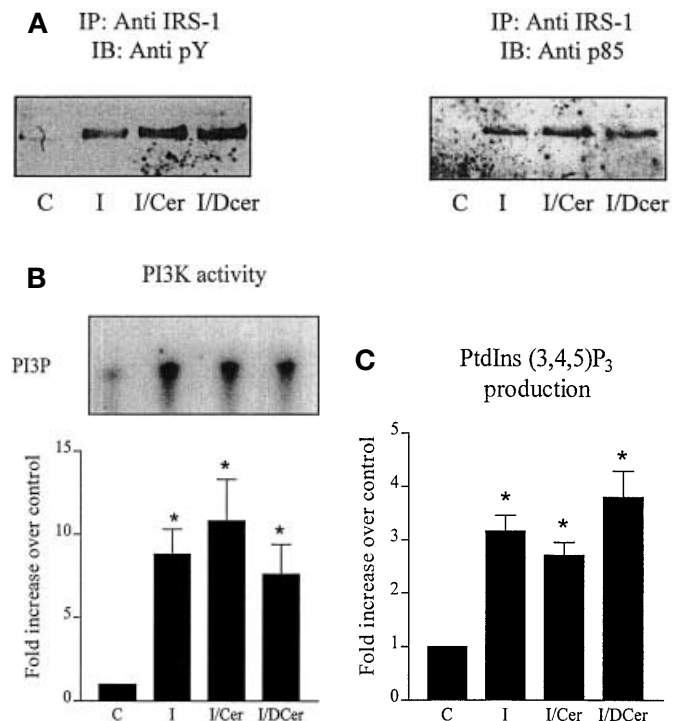 A
IP: Anti IRS-1
IB: Anti pY
C I I/Cer I/Dcer
IP: Anti IRS-1
IB: Anti p85
C I I/Cer I/Dcer
B
PI3K activity
PI3P
Fold increase over control
15
10
5
0
* * *
C I I/Cer I/DCer
C
PtdIns (3,4,5)P₃
production
Fold increase over control
5
4
3
2
1
0
* * *
C I I/Cer I/DCer